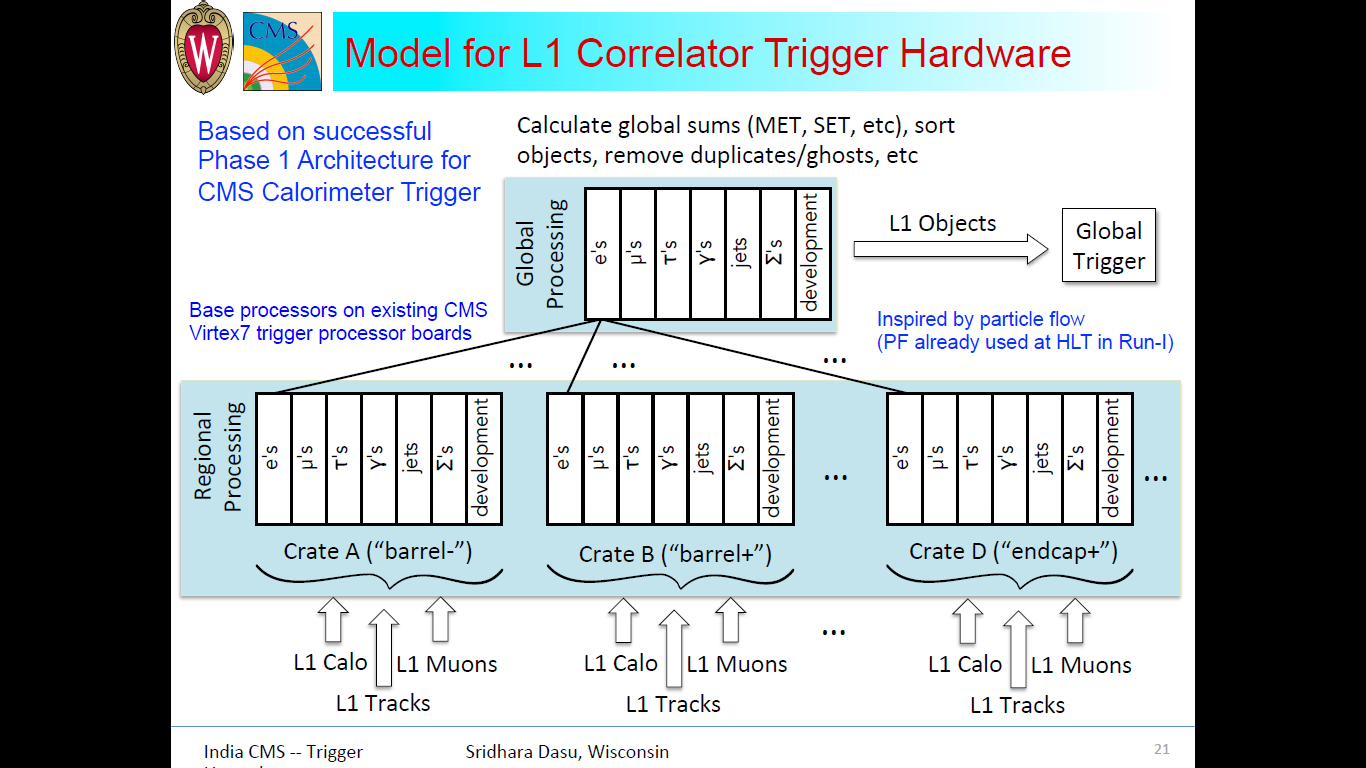 W
CMS
Model for L1 Correlator Trigger Hardware
Based on successful
Phase 1 Architecture for
CMS Calorimeter Trigger
Calculate global sums (MET, SET, etc), sort
objects, remove duplicates/ghosts, etc
Global
Processing
e's
μ's
τ's
γ's
jets
Σ's
development
L1 Objects
Global
Trigger
Base processors on existing CMS
Virtex7 trigger processor boards
Inspired by particle flow
(PF already used at HLT in Run-I)
...
...
...
Regional
Processing
e's
μ's
τ's
γ's
jets
Σ's
development
e's
μ's
τ's
γ's
jets
Σ's
development
...
e's
μ's
τ's
γ's
jets
Σ's
development
...
Crate A (“barrel-”)
Crate B (“barrel+”)
Crate D (“endcap+”)
...
L1 Calo
L1 Muons
L1 Tracks
L1 Calo
L1 Muons
L1 Tracks
L1 Calo
L1 Muons
L1 Tracks
India CMS -- Trigger
Sridhara Dasu, Wisconsin
21